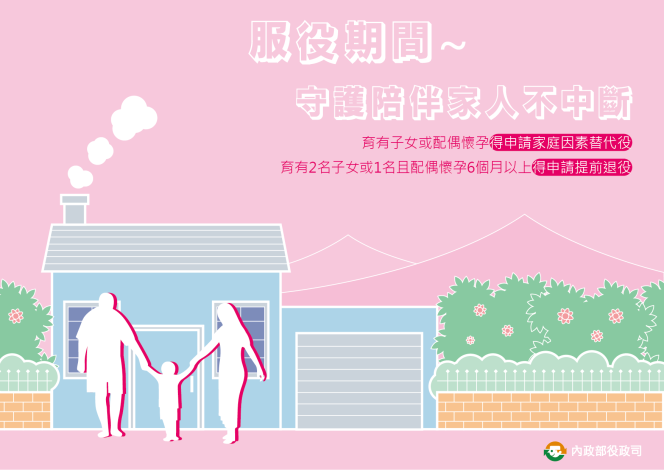 服役期間~
守護陪伴家人不中斷
育有子女或配偶懷孕得申請家庭因素替代役
育有2名子女或1名且配偶懷孕6個月以上得申請提前退役
內政部役政司